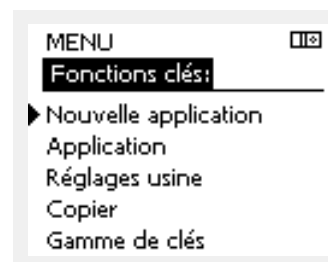 MENU
Fonctions clés:
Nouvelle application
Application
Réglages usine
Copier
Gamme de clés